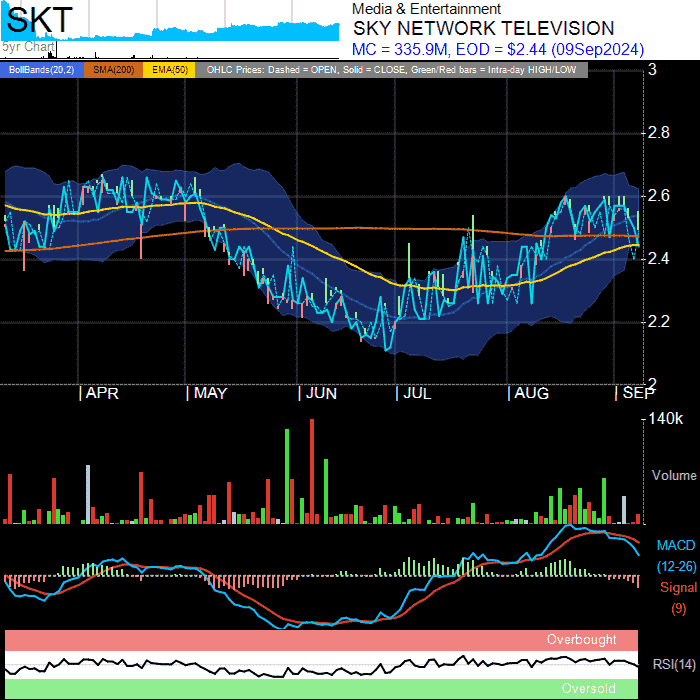 SKT
Media & Entertainment
SKY NETWORK TELEVISION
5yr Chart
MC = 335.9M, EOD = $2.44 (09Sep2024)
BollBands(20,2) SMA(200) EMA(50) OHLC Prices: Dashed = OPEN, Solid = CLOSE, Green/Red bars = Intra-day HIGH/LOW
3
2.8
2.6
2.4
2.2
2
| APR | MAY | JUN | JUL | AUG | SEP
140k
Volume
MACD
(12-26)
Signal
(9)
Overbought
RSI(14)
Oversold